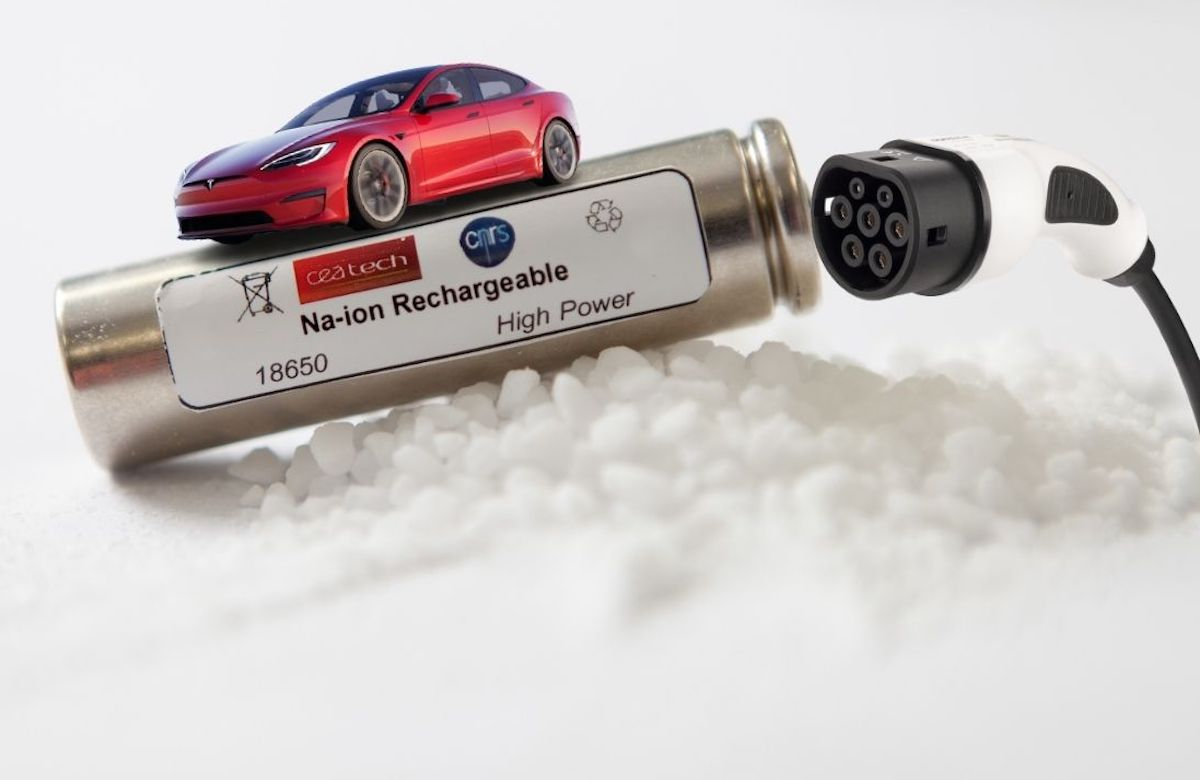 ceatech
cnrs
Na-ion Rechargeable
High Power
18650